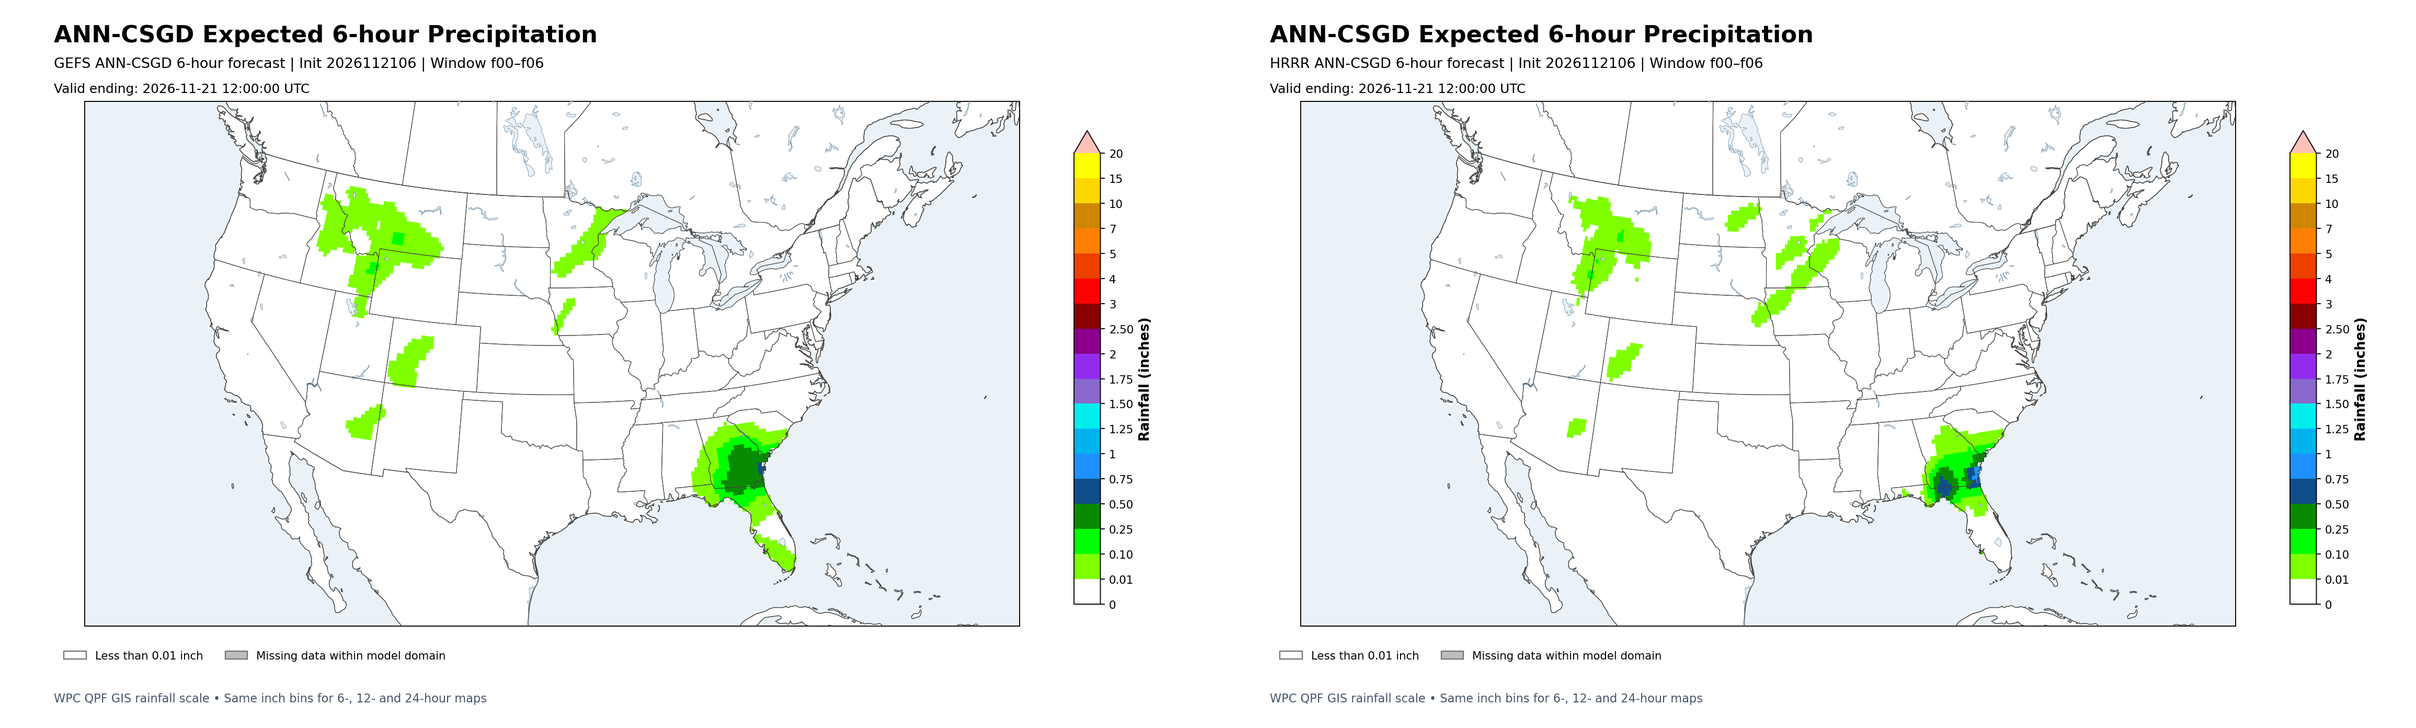 ANN-CSGD Expected 6-hour Precipitation
GEFS ANN-CSGD 6-hour forecast | Init 2026112106 | Window f00–f06
Valid ending: 2026-11-21 12:00:00 UTC
20
15
10
7
5
4
3
2.50
2
1.75
1.50
1.25
1
0.75
0.50
0.25
0.10
0.01
0
Rainfall (inches)
Less than 0.01 inch
Missing data within model domain
WPC QPF GIS rainfall scale • Same inch bins for 6-, 12- and 24-hour maps
ANN-CSGD Expected 6-hour Precipitation
HRRR ANN-CSGD 6-hour forecast | Init 2026112106 | Window f00–f06
Valid ending: 2026-11-21 12:00:00 UTC
20
15
10
7
5
4
3
2.50
2
1.75
1.50
1.25
1
0.75
0.50
0.25
0.10
0.01
0
Rainfall (inches)
Less than 0.01 inch
Missing data within model domain
WPC QPF GIS rainfall scale • Same inch bins for 6-, 12- and 24-hour maps